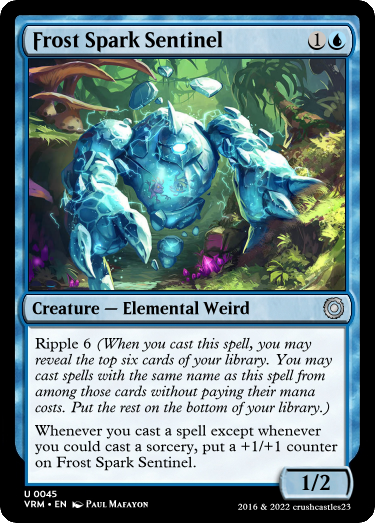 Frost Spark Sentinel 1
Creature — Elemental Weird
Ripple 6 (When you cast this spell, you may
reveal the top six cards of your library. You may
cast spells with the same name as this spell from
among those cards without paying their mana
costs. Put the rest on the bottom of your library.)
Whenever you cast a spell except whenever
you could cast a sorcery, put a +1/+1 counter
on Frost Spark Sentinel.
1/2
U 0045
VRM • EN Paul Mafayon
2016 & 2022 crushcastles23